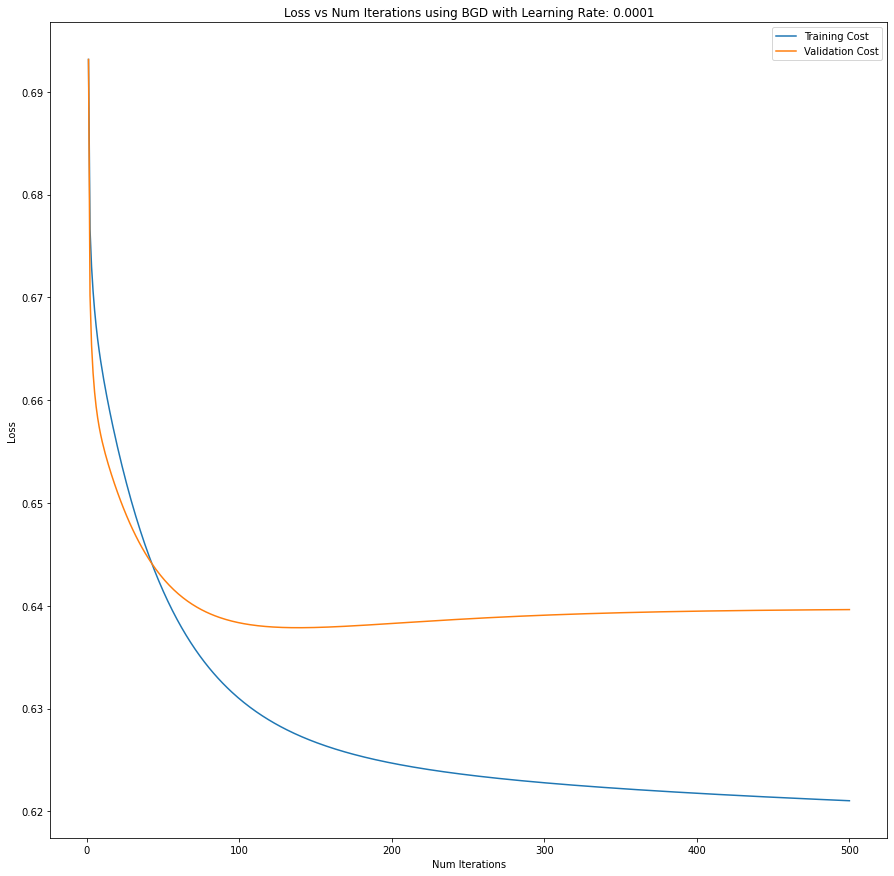 Loss vs Num Iterations using BGD with Learning Rate: 0.0001
Training Cost
Validation Cost
0.69
0.68
0.67
0.66
0.65
0.64
0.63
0.62
Loss
0
100
200
300
400
500
Num Iterations